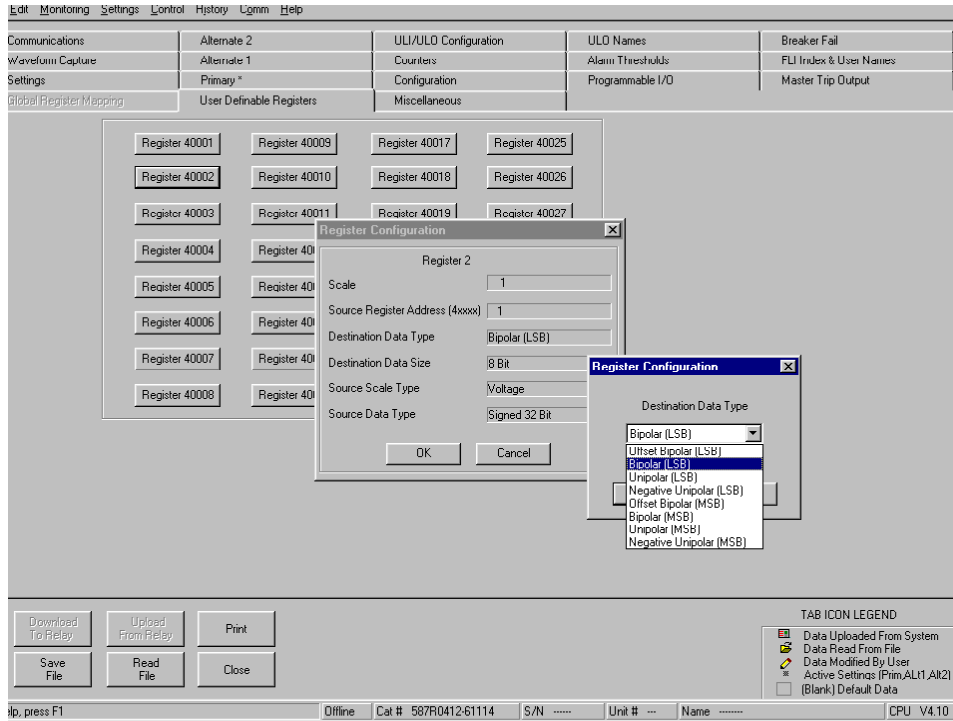 Edit Monitoring Settings Control History Comm Help
Communications Alternate 2 ULI/ULO Configuration ULO Names Breaker Fail
Waveform Capture Alternate 1 Counters Alarm Thresholds FLI Index & User Names
Settings Primary * Configuration Programmable I/O Master Trip Output
Global Register Mapping User Definable Registers Miscellaneous
Register 40001 Register 40009 Register 40017 Register 40025
Register 40002 Register 40010 Register 40018 Register 40026
Register 40003 Register 40011 Register 40019 Register 40027
Register 40004 Register
Register 40005 Register
Register 40006 Register
Register 40007 Register
Register 40008 Register
Register Configuration
Register 2
Scale 1
Source Register Address (4xxxx) 1
Destination Data Type Bipolar (LSB)
Destination Data Size 8 Bit
Source Scale Type Voltage
Source Data Type Signed 32 Bit
OK Cancel
Register Configuration
Destination Data Type
Bipolar (LSB)
Offset Bipolar (LSB)
Bipolar (LSB)
Unipolar (LSB)
Negative Unipolar (LSB)
Offset Bipolar (MSB)
Bipolar (MSB)
Unipolar (MSB)
Negative Unipolar (MSB)
Download To Relay
Upload From Relay
Print
Save File
Read File
Close
TAB ICON LEGEND
Data Uploaded From System
Data Read From File
Data Modified By User
* Active Settings (Prim,ALt1,Alt2)
(Blank) Default Data
elp, press F1 Offline Cat # 587R0412-61114 S/N ------ Unit # --- Name -------- CPU V4.10